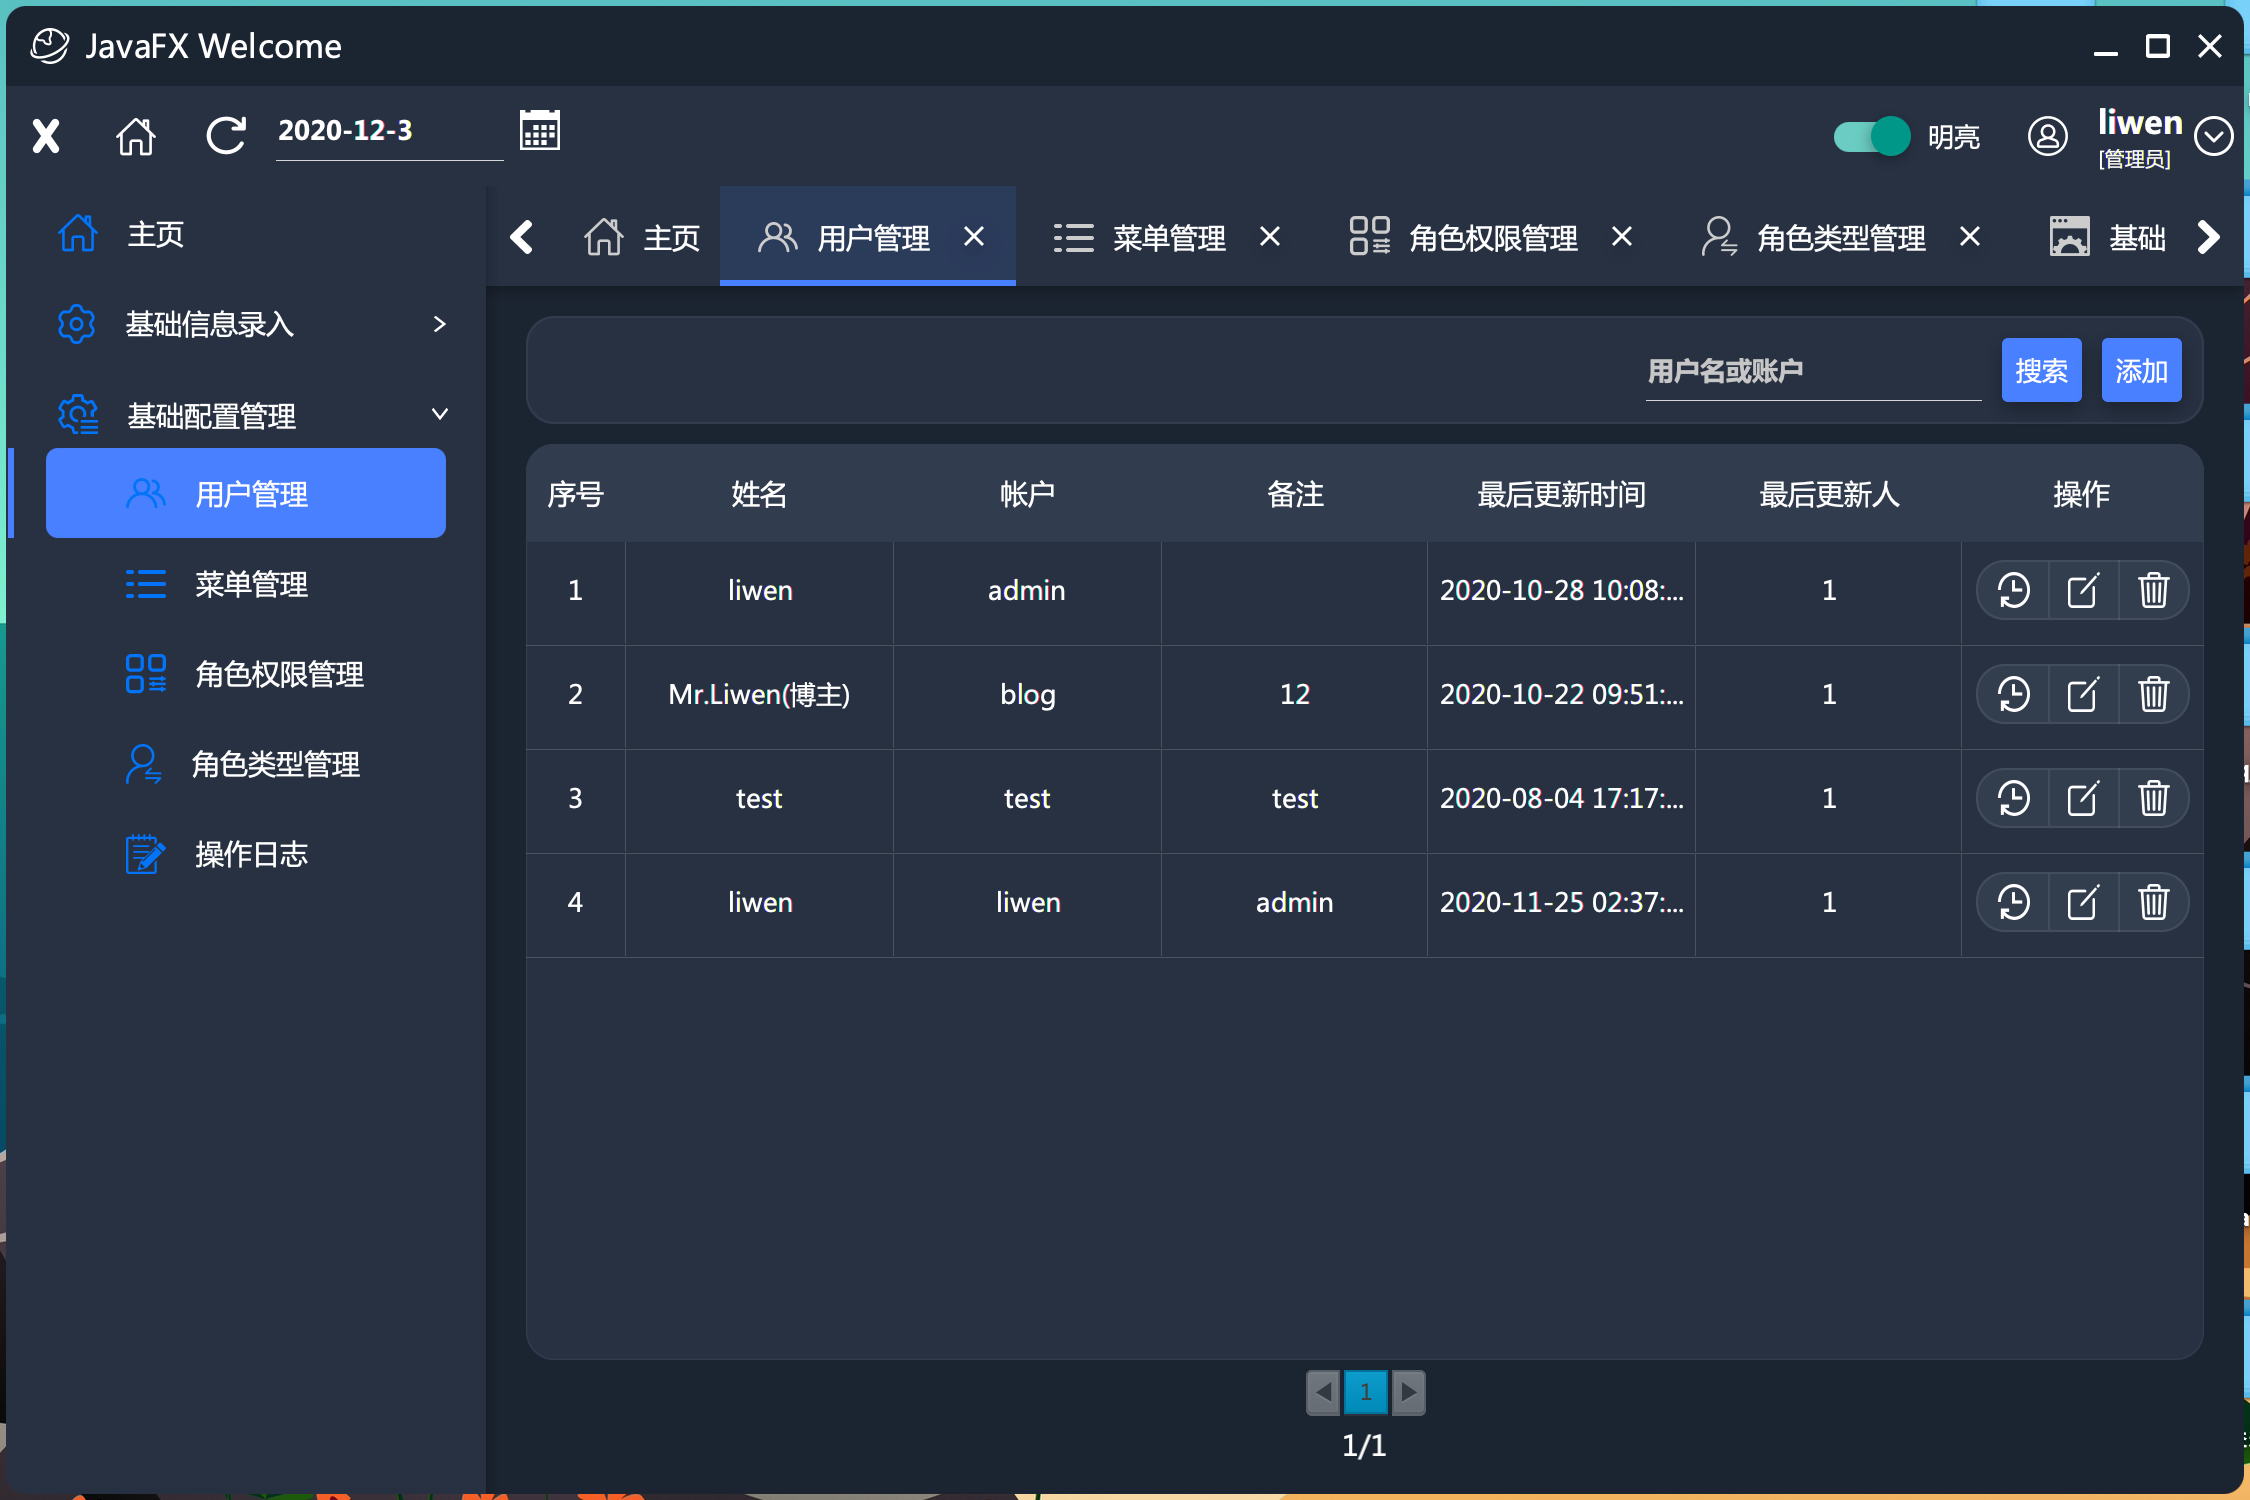 JavaFX Welcome
2020-12-3
明亮
liwen
[管理员]
主页
基础信息录入
基础配置管理
用户管理
菜单管理
角色权限管理
角色类型管理
操作日志
主页 用户管理 菜单管理 角色权限管理 角色类型管理 基础
用户名或账户 搜索 添加
序号 姓名 帐户 备注 最后更新时间 最后更新人 操作
1 liwen admin 2020-10-28 10:08:... 1
2 Mr.Liwen(博主) blog 12 2020-10-22 09:51:... 1
3 test test test 2020-08-04 17:17:... 1
4 liwen liwen admin 2020-11-25 02:37:... 1
1
1/1